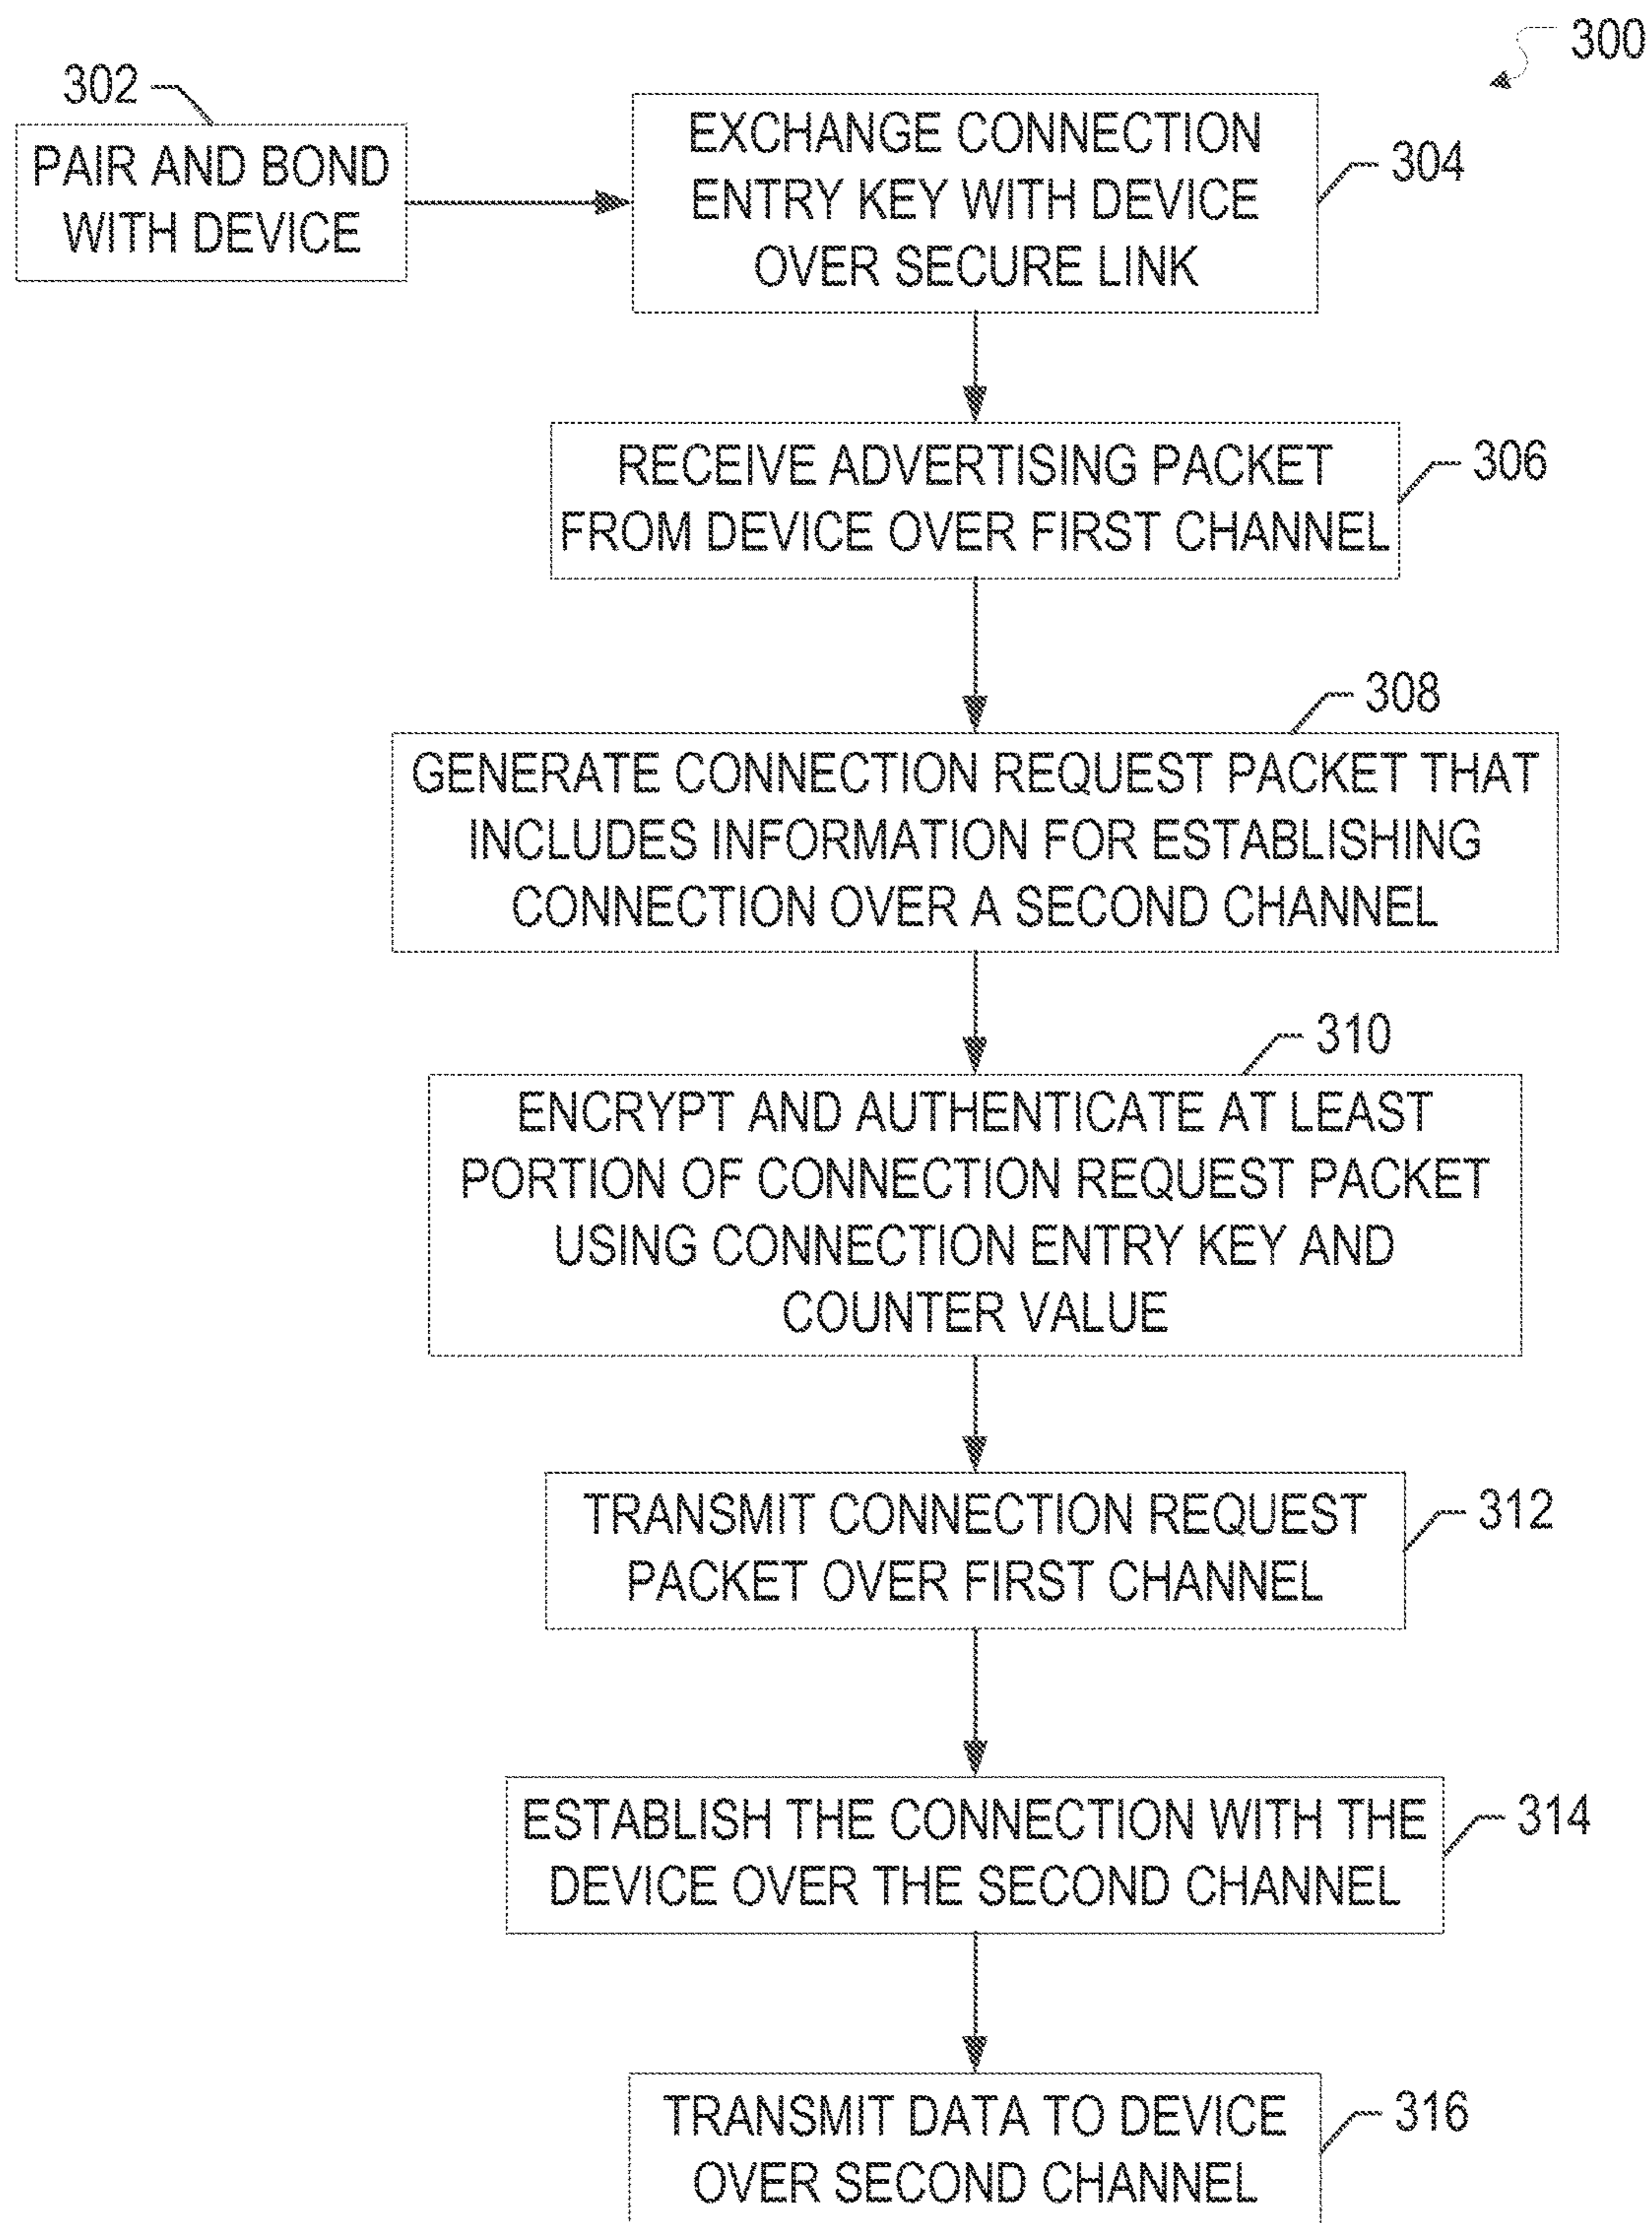 300
302
PAIR AND BOND
WITH DEVICE
EXCHANGE CONNECTION
ENTRY KEY WITH DEVICE
OVER SECURE LINK
304
RECEIVE ADVERTISING PACKET
FROM DEVICE OVER FIRST CHANNEL
306
308
GENERATE CONNECTION REQUEST PACKET THAT
INCLUDES INFORMATION FOR ESTABLISHING
CONNECTION OVER A SECOND CHANNEL
310
ENCRYPT AND AUTHENTICATE AT LEAST
PORTION OF CONNECTION REQUEST PACKET
USING CONNECTION ENTRY KEY AND
COUNTER VALUE
TRANSMIT CONNECTION REQUEST
PACKET OVER FIRST CHANNEL
312
ESTABLISH THE CONNECTION WITH THE
DEVICE OVER THE SECOND CHANNEL
314
TRANSMIT DATA TO DEVICE
OVER SECOND CHANNEL
316